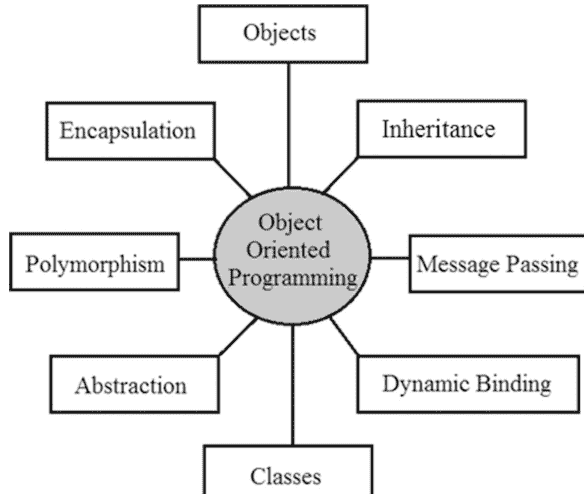 Objects
Encapsulation
Inheritance
Object
Oriented
Programming
Polymorphism
Message Passing
Abstraction
Dynamic Binding
Classes